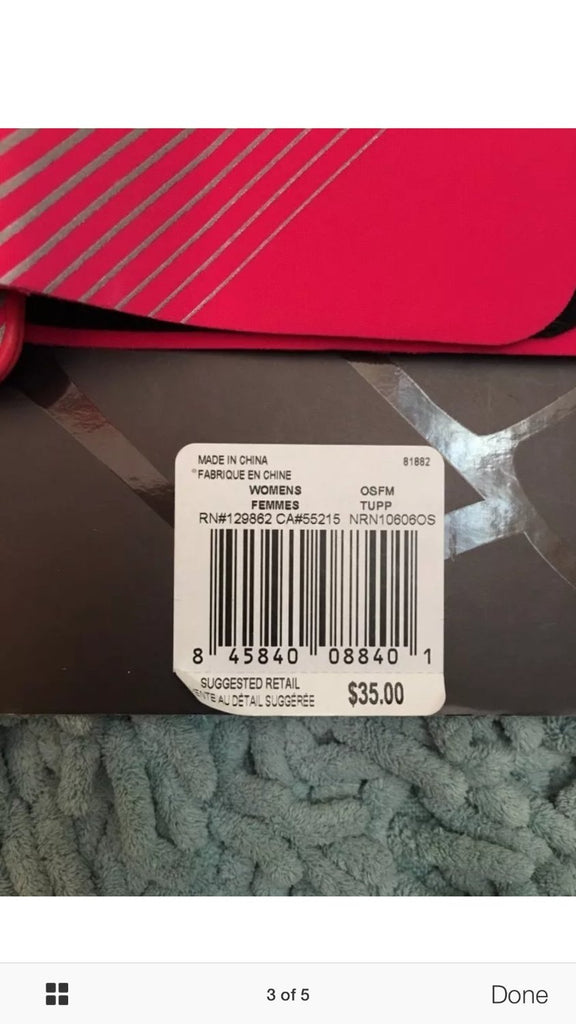 MADE IN CHINA 81882
FABRIQUE EN CHINE
WOMENS OSFM
FEMMES TUPP
RN#129862 CA#55215 NRN10606OS
8 45840 08840 1
SUGGESTED RETAIL
AU DÉTAIL SUGGÉRÉE $35.00
3 of 5
Done